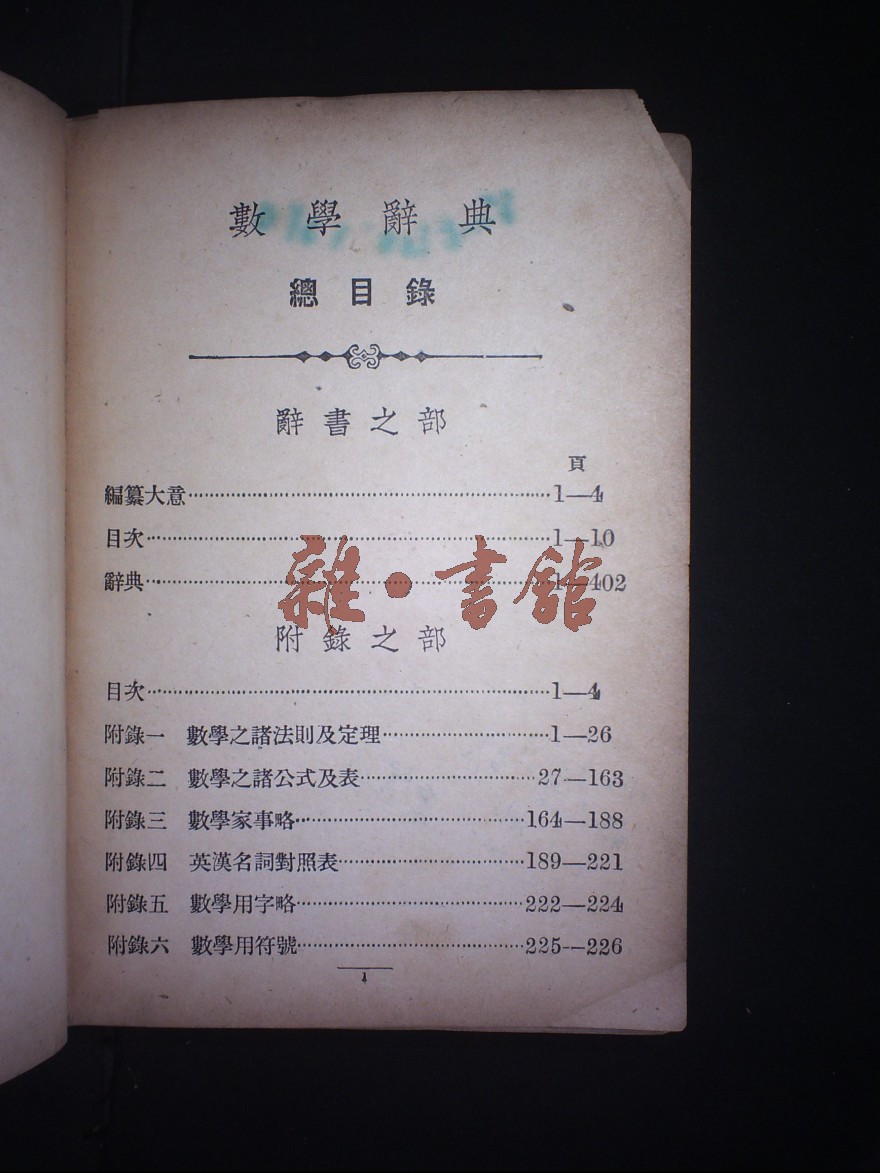 數學辭典
總目錄
辭書之部
頁
編纂大意…………1—4
目次…………1—10
辭典…………1—402
雜·書館
附錄之部
目次…………1—4
附錄一 數學之諸法則及定理…………1—26
附錄二 數學之諸公式及表…………27—163
附錄三 數學家事略…………164—188
附錄四 英漢名詞對照表…………189—221
附錄五 數學用字略…………222—224
附錄六 數學用符號…………225—226
1